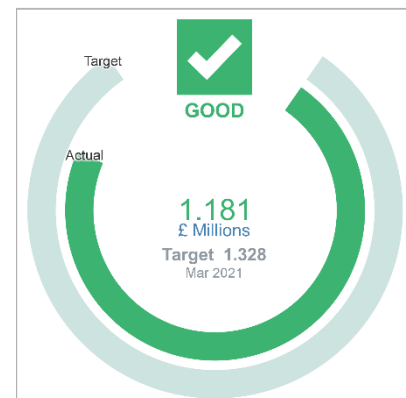 Target
GOOD
Actual
1.181
£ Millions
Target 1.328
Mar 2021